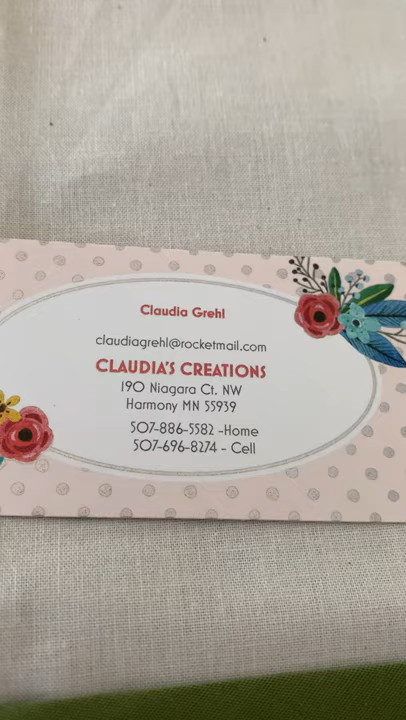 Claudia Grehl
claudiagrehl@rocketmail.com
CLAUDIA'S CREATIONS
190 Niagara Ct. NW
Harmony MN 55939
507-886-5582 -Home
507-696-8274 - Cell